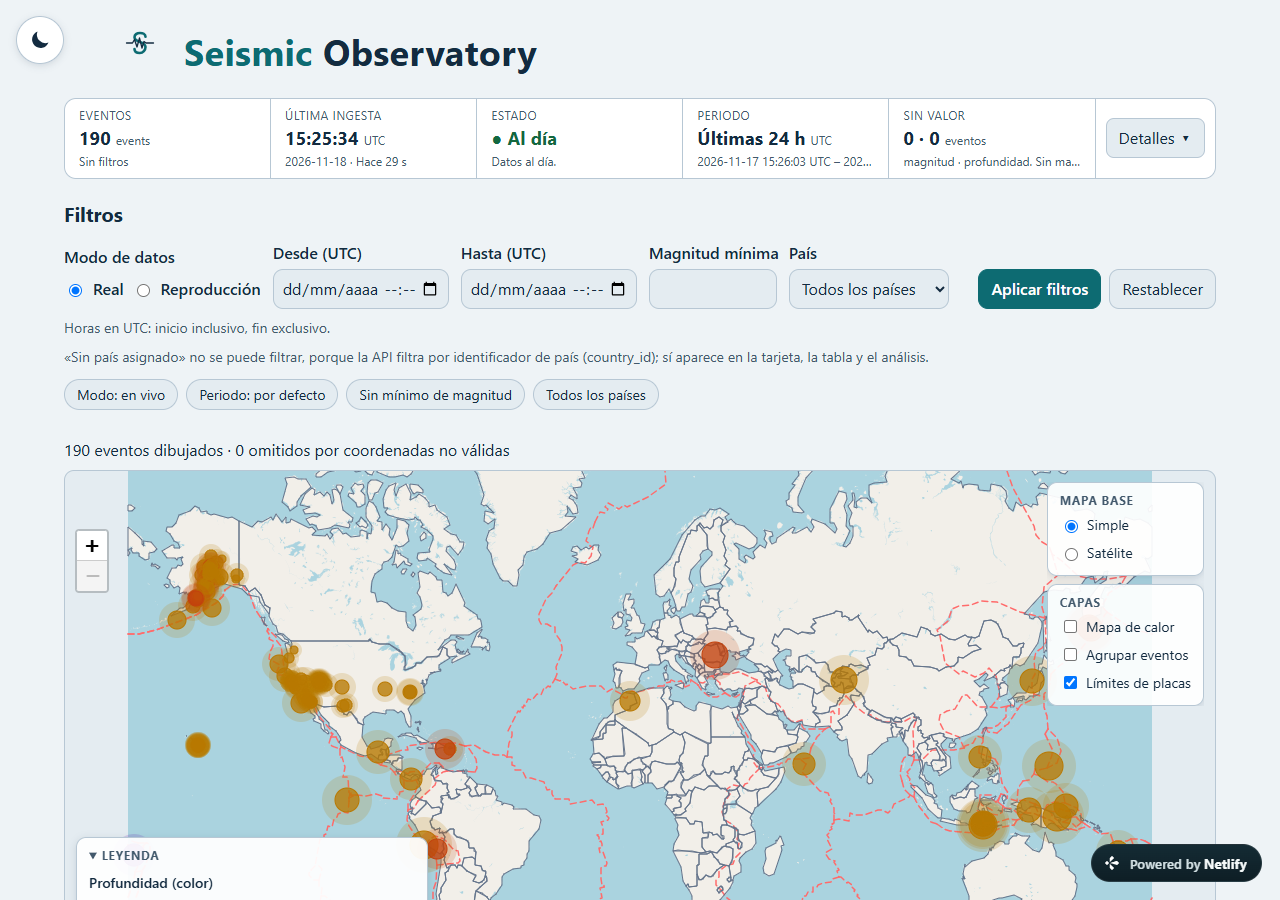 Seismic Observatory
EVENTOS
190 events
Sin filtros
ÚLTIMA INGESTA
15:25:34 UTC
2026-11-18 · Hace 29 s
ESTADO
● Al día
Datos al día.
PERIODO
Últimas 24 h UTC
2026-11-17 15:26:03 UTC – 202...
SIN VALOR
0 · 0 eventos
magnitud · profundidad. Sin ma...
Detalles ▼
Filtros
Modo de datos
Real Reproducción
Desde (UTC)
dd/mm/aaaa --:--
Hasta (UTC)
dd/mm/aaaa --:--
Magnitud mínima
País
Todos los países
Aplicar filtros
Restablecer
Horas en UTC: inicio inclusivo, fin exclusivo.
«Sin país asignado» no se puede filtrar, porque la API filtra por identificador de país (country_id); sí aparece en la tarjeta, la tabla y el análisis.
Modo: en vivo
Periodo: por defecto
Sin mínimo de magnitud
Todos los países
190 eventos dibujados · 0 omitidos por coordenadas no válidas
+
−
MAPA BASE
Simple
Satélite
CAPAS
Mapa de calor
Agrupar eventos
Límites de placas
▼ LEYENDA
Profundidad (color)
Powered by Netlify